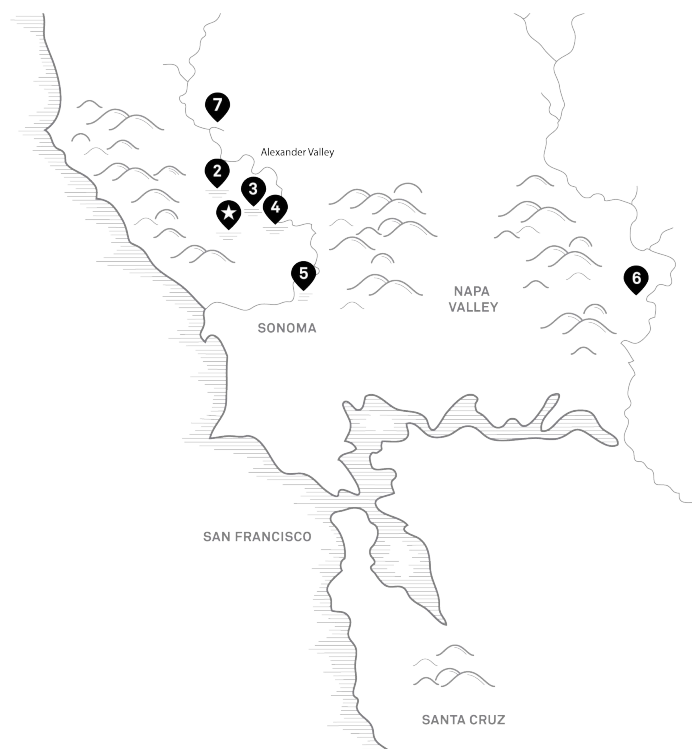 7
Alexander Valley
2
3
4
5
6
NAPA
VALLEY
SONOMA
SAN FRANCISCO
SANTA CRUZ